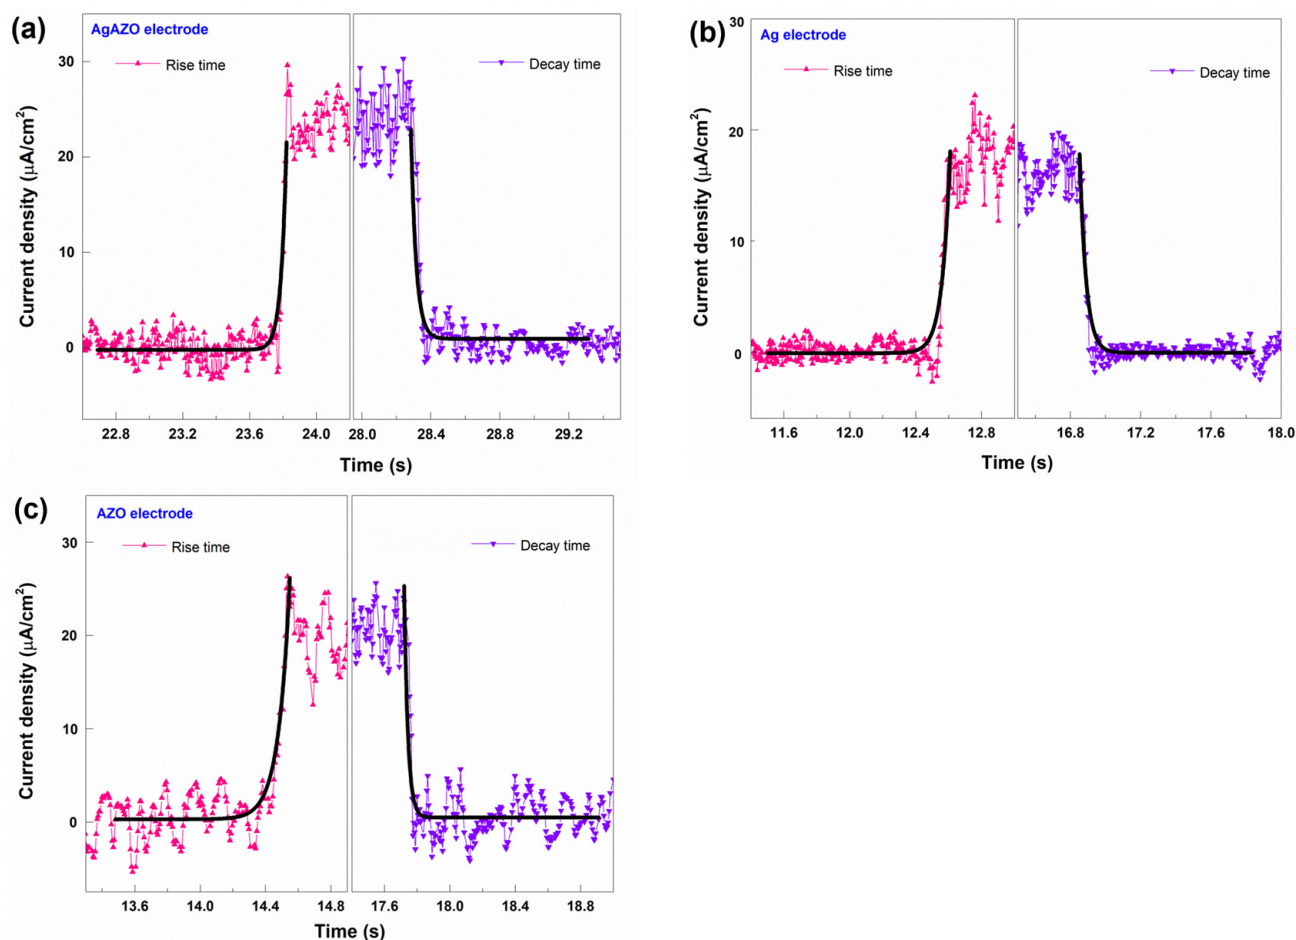 (a)
AgAZO electrode
Rise time
Decay time
30
20
10
0
Current density (μA/cm²)
22.8 23.2 23.6 24.0 28.0 28.4 28.8 29.2
Time (s)
(b)
Ag electrode
Rise time
Decay time
30
20
10
0
Current density (μA/cm²)
11.6 12.0 12.4 12.8 16.8 17.2 17.6 18.0
Time (s)
(c)
AZO electrode
Rise time
Decay time
30
20
10
0
Current density (μA/cm²)
13.6 14.0 14.4 14.8 17.6 18.0 18.4 18.8
Time (s)